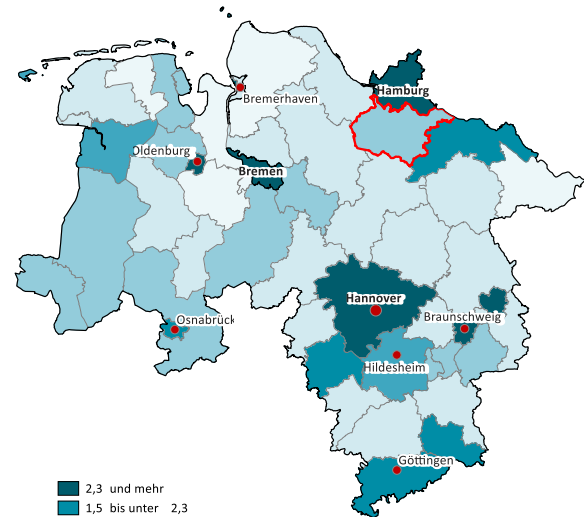 Hamburg
Bremerhaven
Oldenburg
Bremen
Hannover
Braunschweig
Osnabrück
Hildesheim
Göttingen
2,3 und mehr
1,5 bis unter 2,3